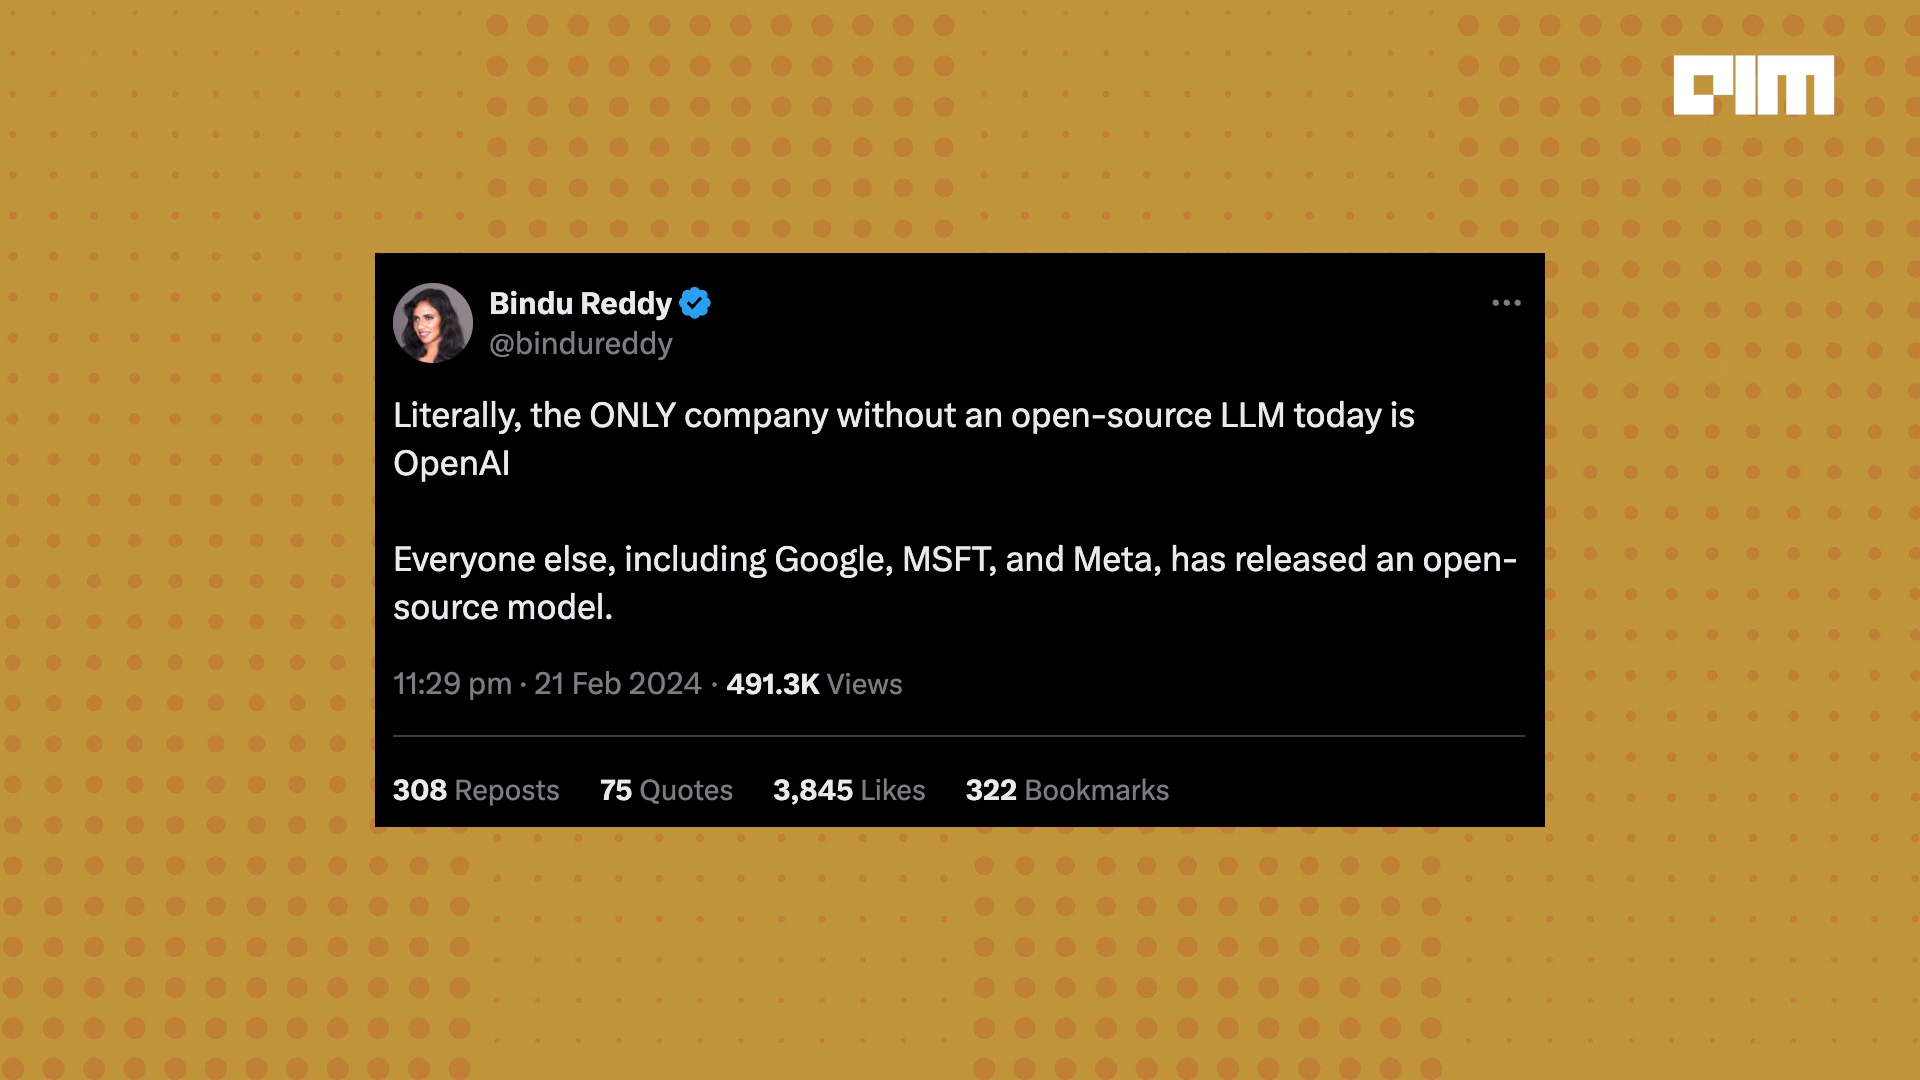 AIM
Bindu Reddy
@bindureddy
Literally, the ONLY company without an open-source LLM today is
OpenAI
Everyone else, including Google, MSFT, and Meta, has released an open-
source model.
11:29 pm · 21 Feb 2024 · 491.3K Views
308 Reposts 75 Quotes 3,845 Likes 322 Bookmarks